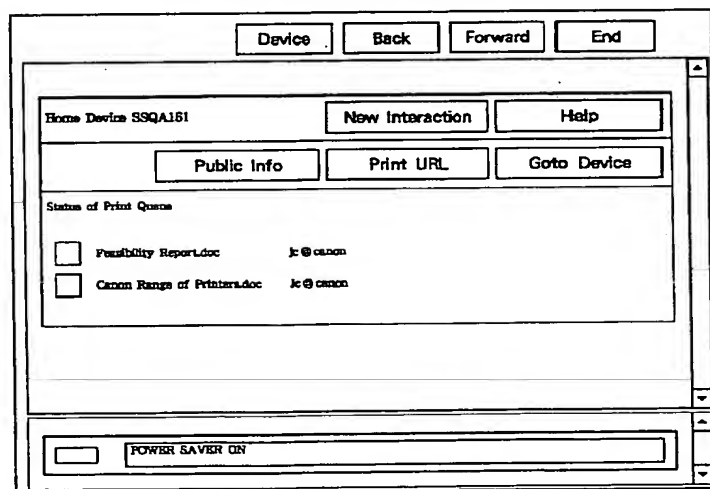 Device Back Forward End
Home Device SSQA161 New Interaction Help
Public Info Print URL Goto Device
Status of Print Queue
Feasibility Report.doc jc@canon
Canon Range of Printers.doc jc@canon
POWER SAVER ON